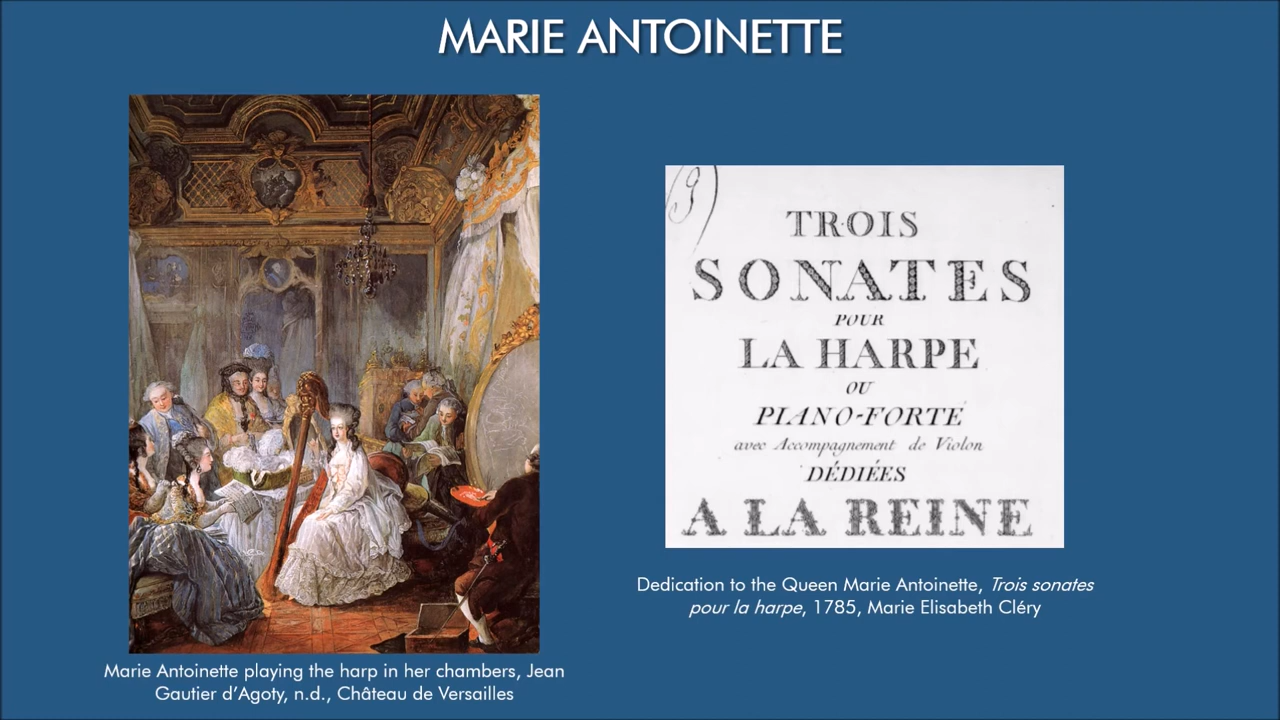 MARIE ANTOINETTE
Marie Antoinette playing the harp in her chambers, Jean
Gautier d'Agoty, n.d., Château de Versailles
TROIS
SONATES
POUR
LA HARPE
OU
PIANO-FORTE
avec Accompagnement de Violon
DÉDIÉES
A LA REINE
Dedication to the Queen Marie Antoinette, Trois sonates
pour la harpe, 1785, Marie Elisabeth Cléry